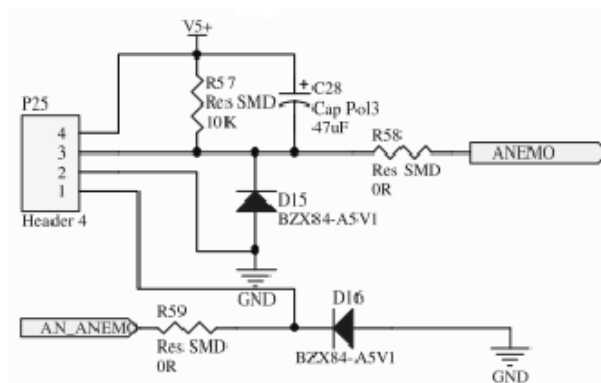 V5+
P25
4
3
2
1
Header 4
R57
Res SMD
10K
C28
Cap Pol3
47uF
R58
Res SMD
0R
ANEMO
D15
BZX84-A5V1
GND
AN_ANEMO
R59
Res SMD
0R
D16
BZX84-A5V1
GND